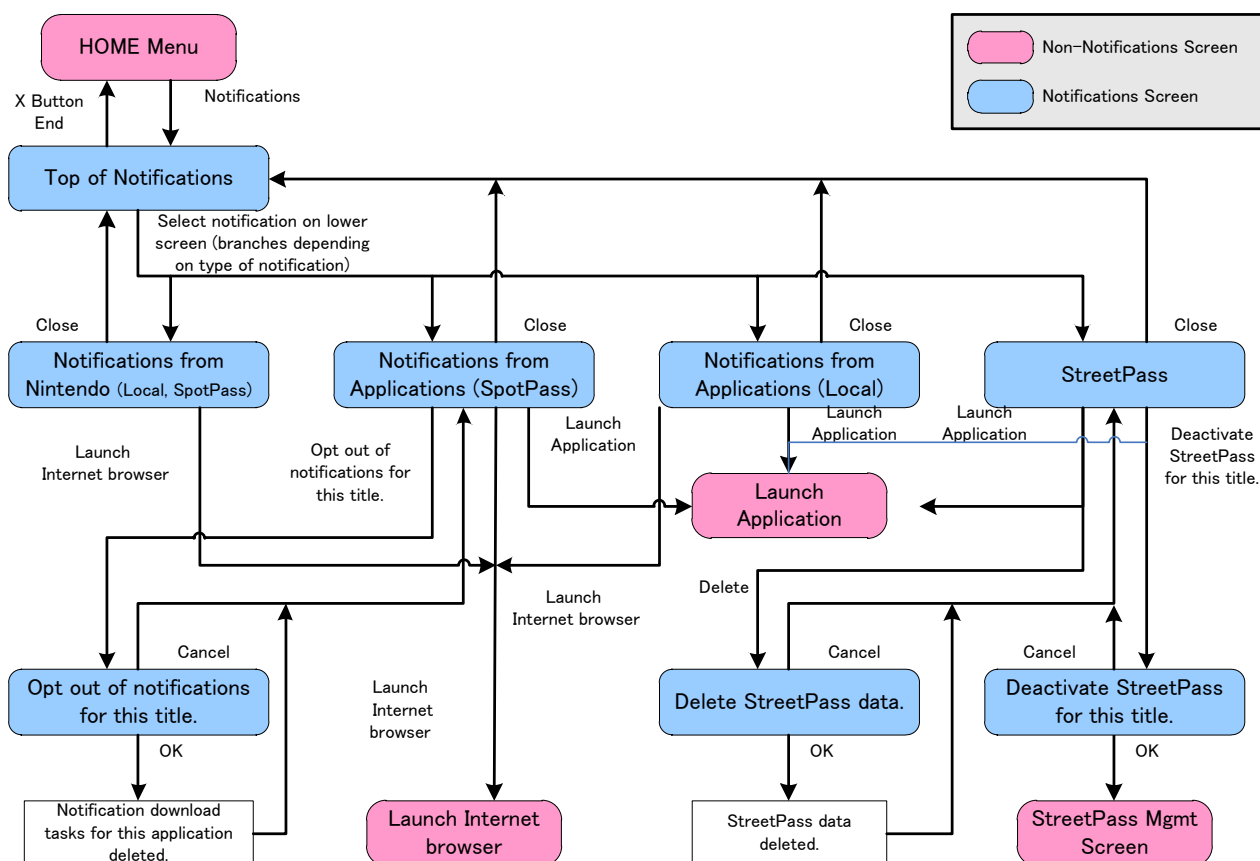 HOME Menu
Non-Notifications Screen
Notifications Screen
X Button
End
Notifications
Top of Notifications
Select notification on lower
screen (branches depending
on type of notification)
Close
Close
Close
Close
Notifications from
Nintendo (Local, SpotPass)
Notifications from
Applications (SpotPass)
Notifications from
Applications (Local)
StreetPass
Launch
Internet browser
Opt out of
notifications for
this title.
Launch
Application
Launch
Application
Launch
Application
Deactivate
StreetPass
for this title.
Launch
Application
Delete
Launch
Internet browser
Cancel
Cancel
Cancel
Opt out of notifications
for this title.
Launch
Internet
browser
Delete StreetPass data.
Deactivate StreetPass
for this title.
OK
OK
OK
Notification download
tasks for this application
deleted.
Launch Internet
browser
StreetPass data
deleted.
StreetPass Mgmt
Screen